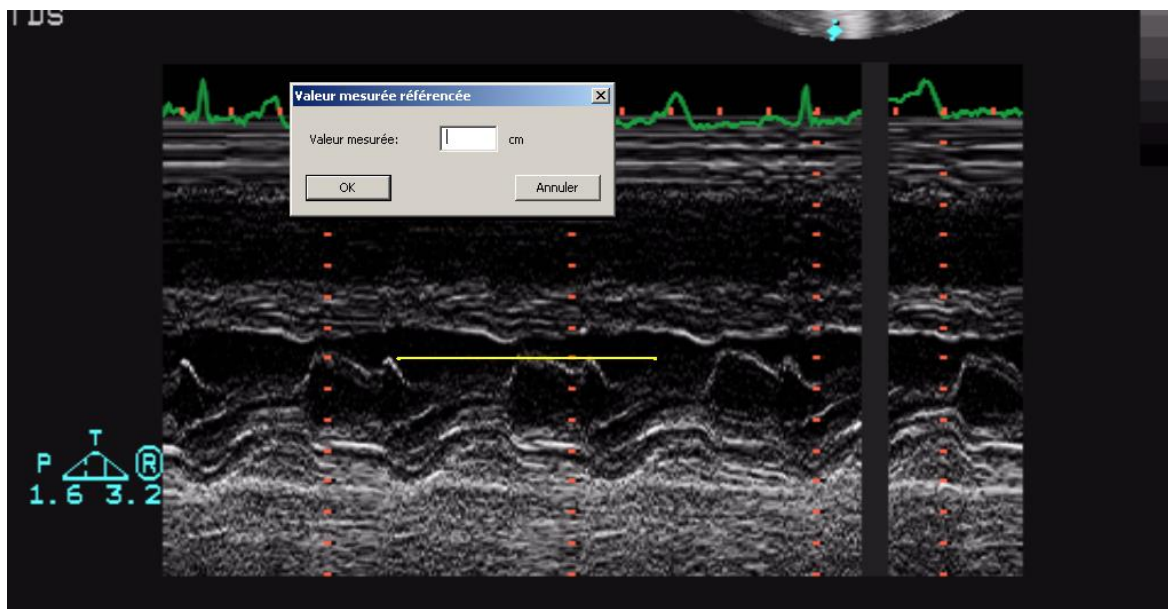 TDS
Valeur mesurée référencée
Valeur mesurée: cm
OK Annuler
T
P R
1.6 3.2